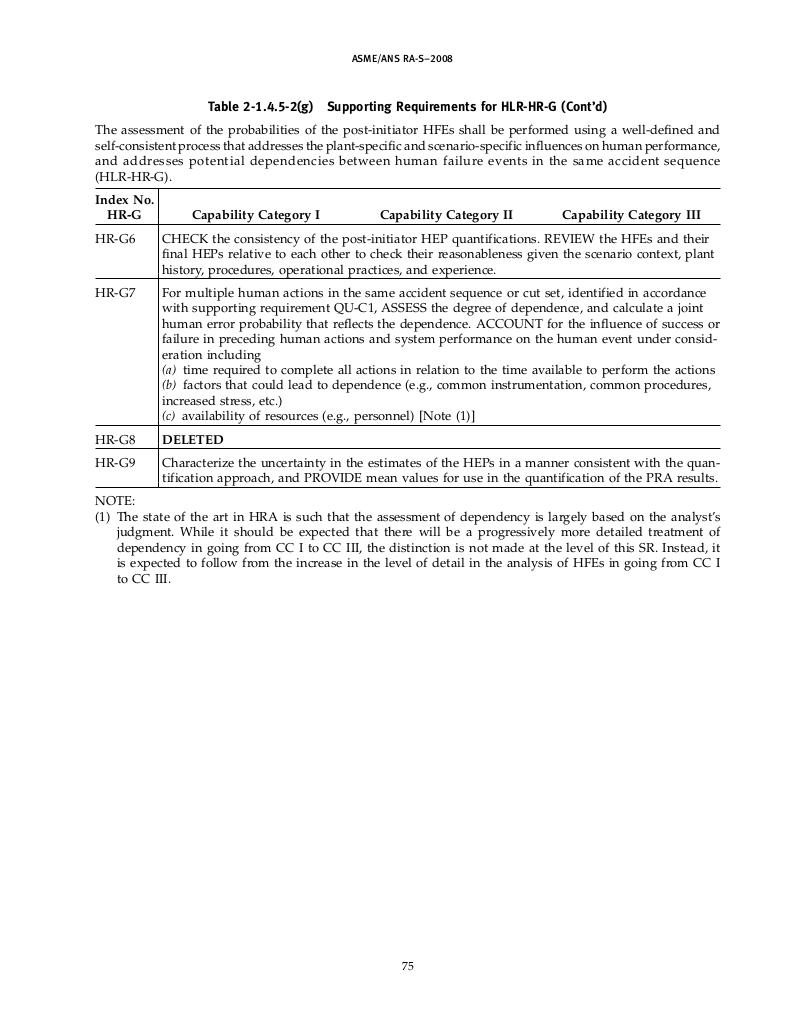 ASME/ANS RA-S–2008
Table 2-1.4.5-2(g) Supporting Requirements for HLR-HR-G (Cont'd)
The assessment of the probabilities of the post-initiator HFEs shall be performed using a well-defined and
self-consistent process that addresses the plant-specific and scenario-specific influences on human performance,
and addresses potential dependencies between human failure events in the same accident sequence
(HLR-HR-G).
Index No.
HR-G Capability Category I Capability Category II Capability Category III
HR-G6 CHECK the consistency of the post-initiator HEP quantifications. REVIEW the HFEs and their
final HEPs relative to each other to check their reasonableness given the scenario context, plant
history, procedures, operational practices, and experience.
HR-G7 For multiple human actions in the same accident sequence or cut set, identified in accordance
with supporting requirement QU-C1, ASSESS the degree of dependence, and calculate a joint
human error probability that reflects the dependence. ACCOUNT for the influence of success or
failure in preceding human actions and system performance on the human event under consid-
eration including
(a) time required to complete all actions in relation to the time available to perform the actions
(b) factors that could lead to dependence (e.g., common instrumentation, common procedures,
increased stress, etc.)
(c) availability of resources (e.g., personnel) [Note (1)]
HR-G8 DELETED
HR-G9 Characterize the uncertainty in the estimates of the HEPs in a manner consistent with the quan-
tification approach, and PROVIDE mean values for use in the quantification of the PRA results.
NOTE:
(1) The state of the art in HRA is such that the assessment of dependency is largely based on the analyst's
judgment. While it should be expected that there will be a progressively more detailed treatment of
dependency in going from CC I to CC III, the distinction is not made at the level of this SR. Instead, it
is expected to follow from the increase in the level of detail in the analysis of HFEs in going from CC I
to CC III.
75